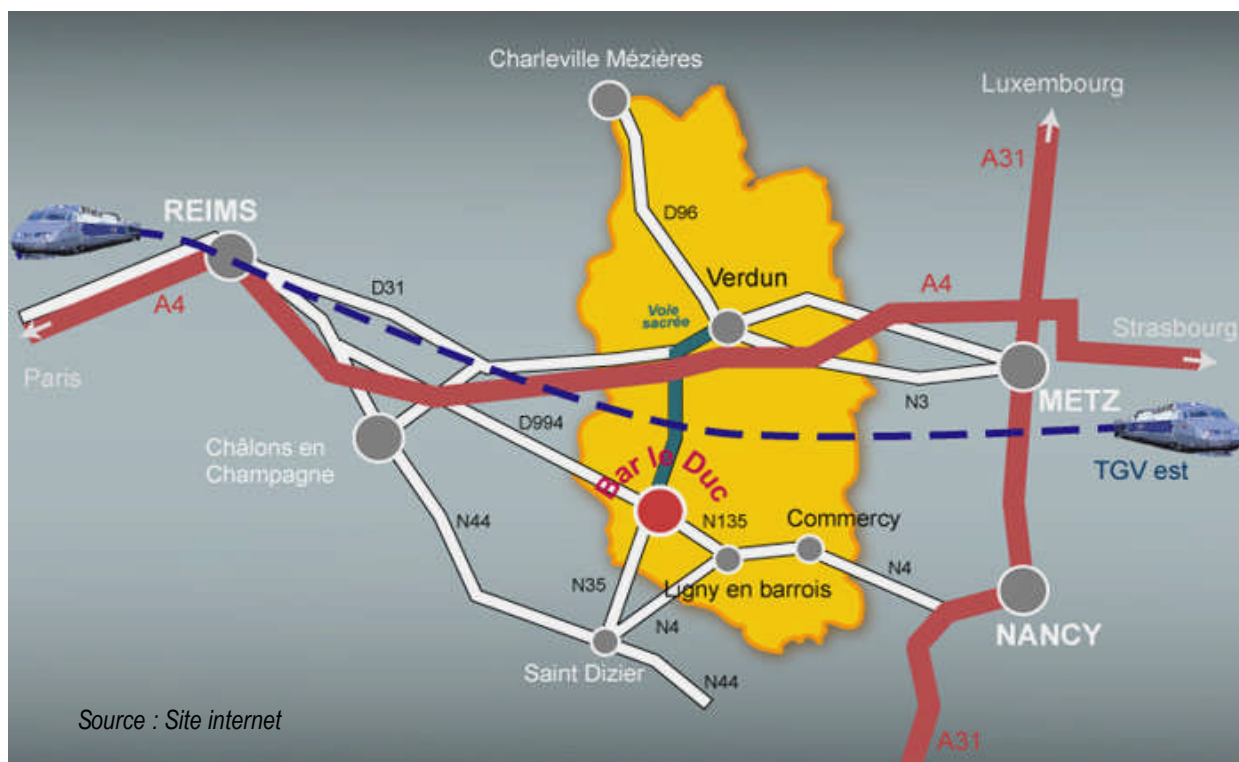 Charleville Mézières
Luxembourg
A31
REIMS
D96
Verdun
A4
D31
A4
Voie
sacrée
Strasbourg
Paris
METZ
N3
D994
Châlons en
Champagne
TGV est
Bar le Duc
N44
N135
Commercy
N35
Ligny en barrois
N4
N4
NANCY
Saint Dizier
N44
Source : Site internet
A31